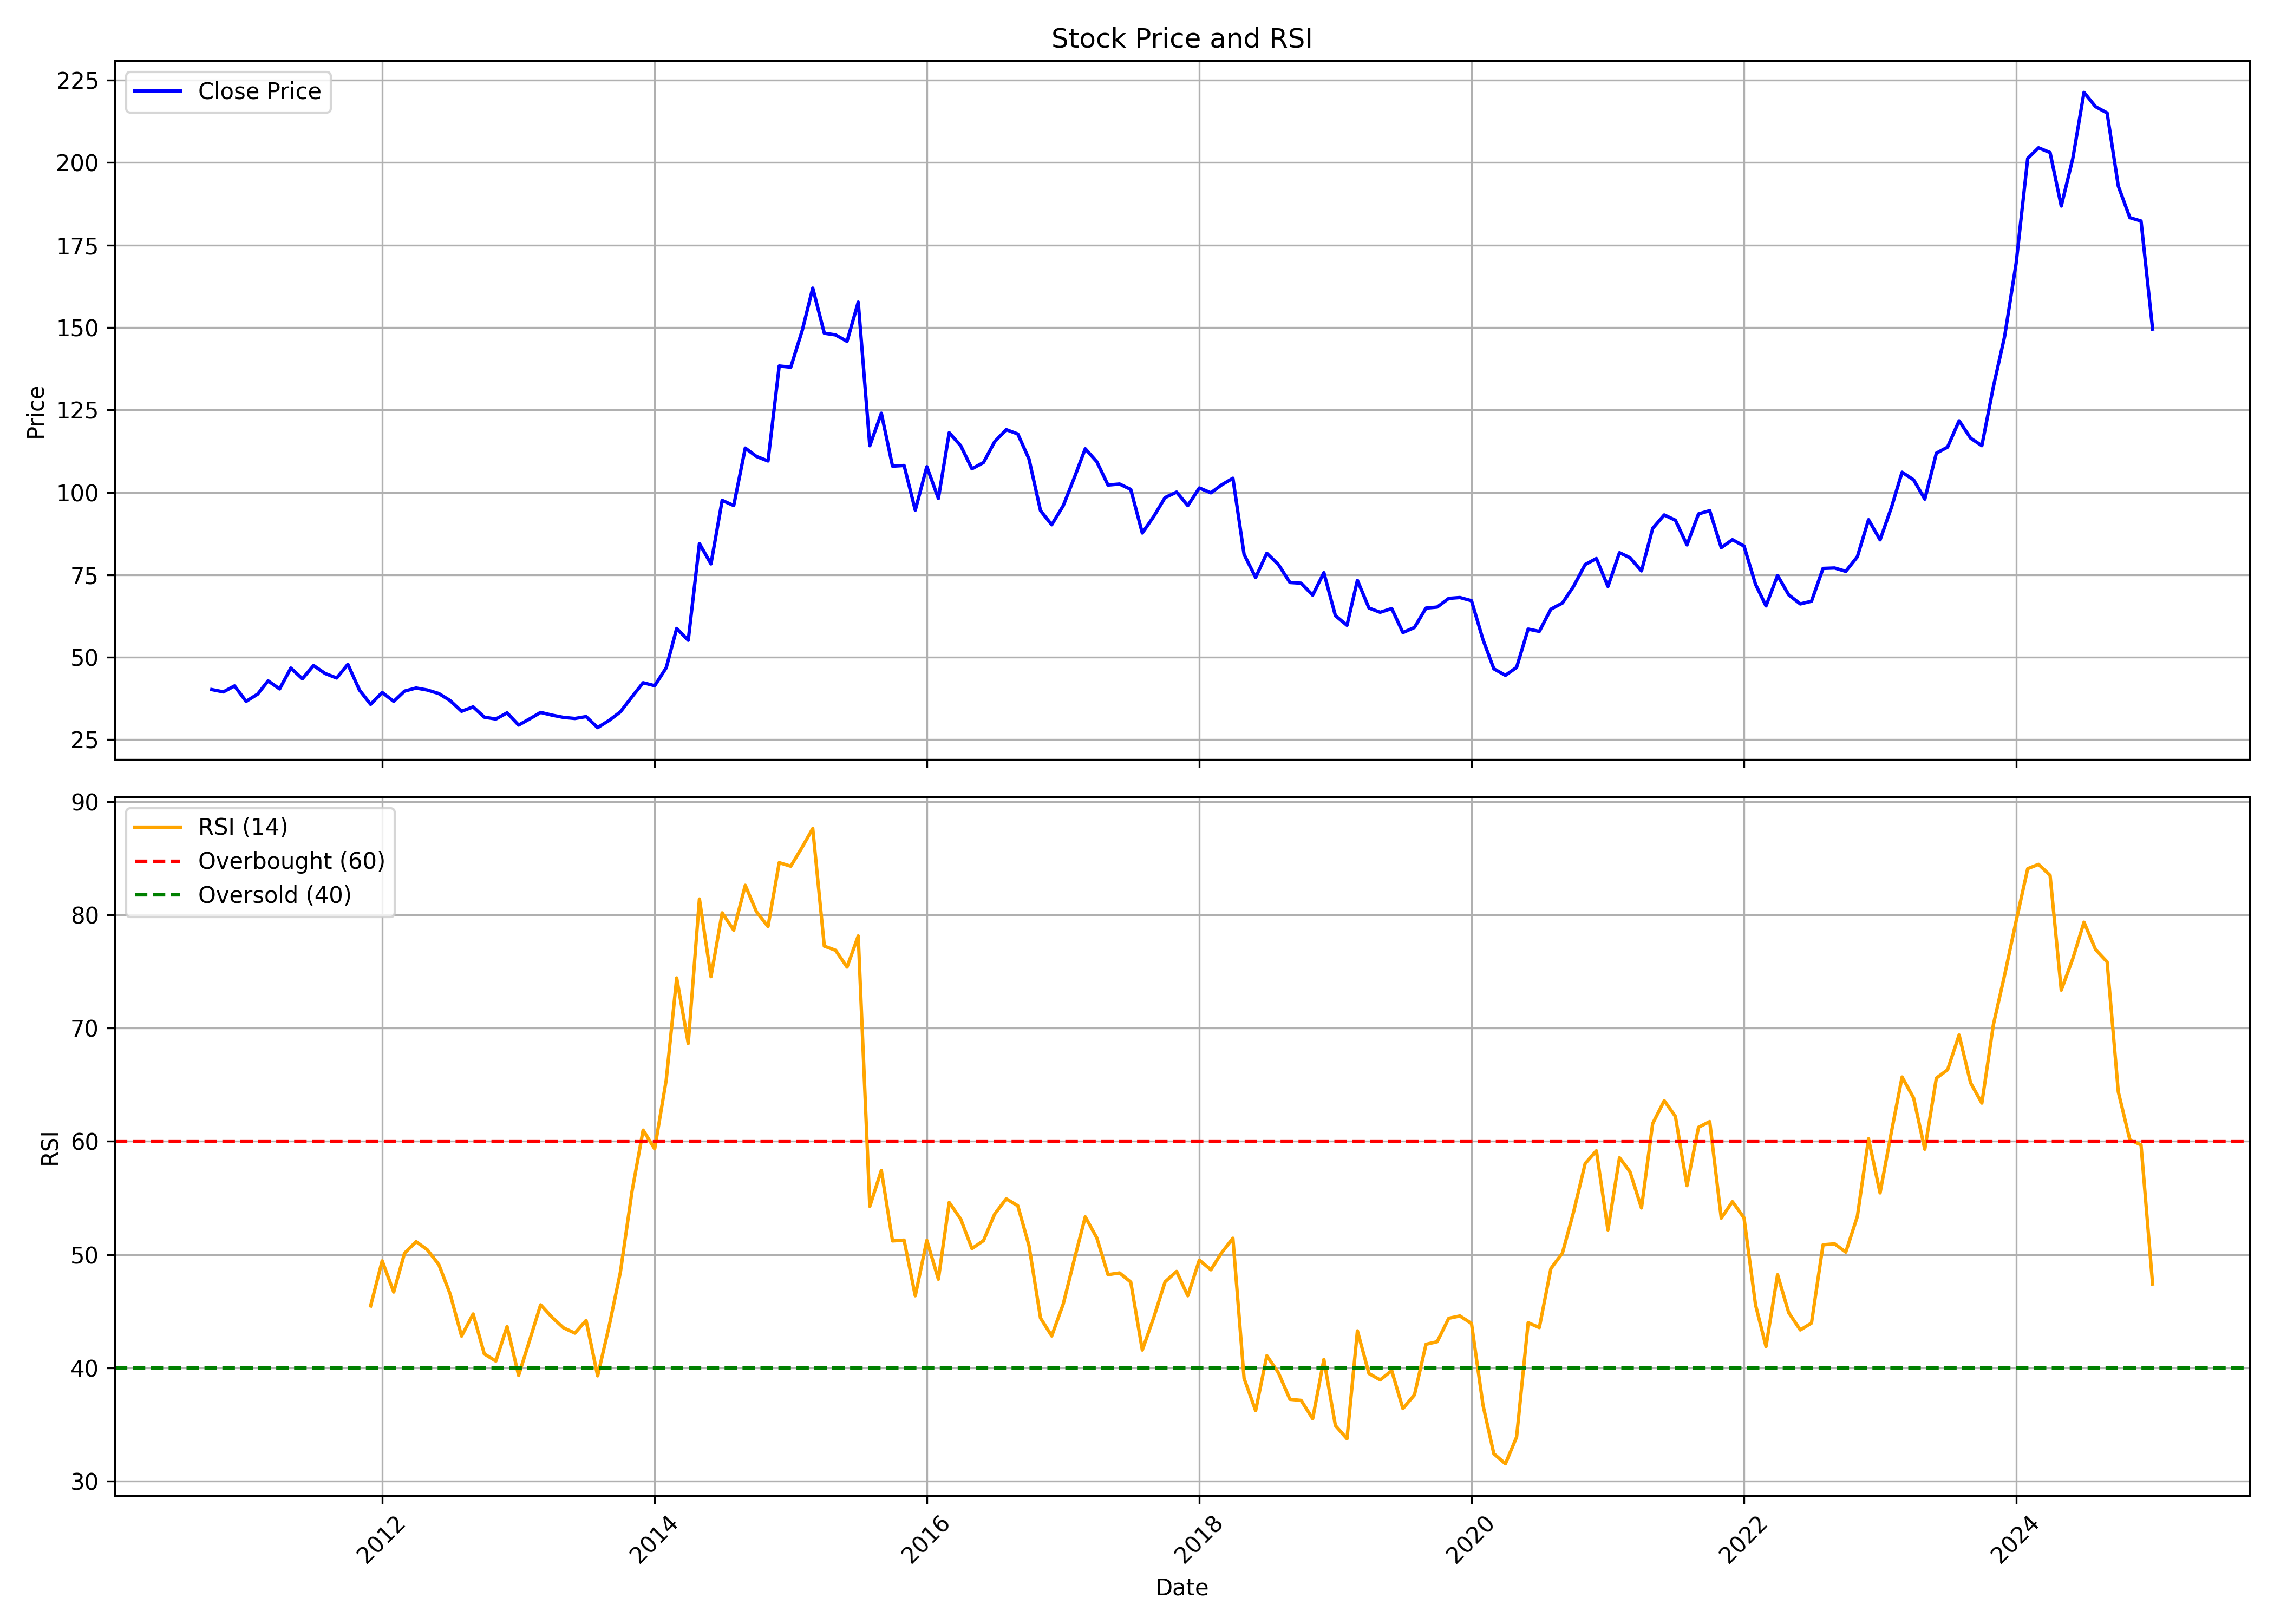 Stock Price and RSI
Close Price
Price
225
200
175
150
125
100
75
50
25
RSI (14)
Overbought (60)
Oversold (40)
RSI
90
80
70
60
50
40
30
2012
2014
2016
2018
2020
2022
2024
Date